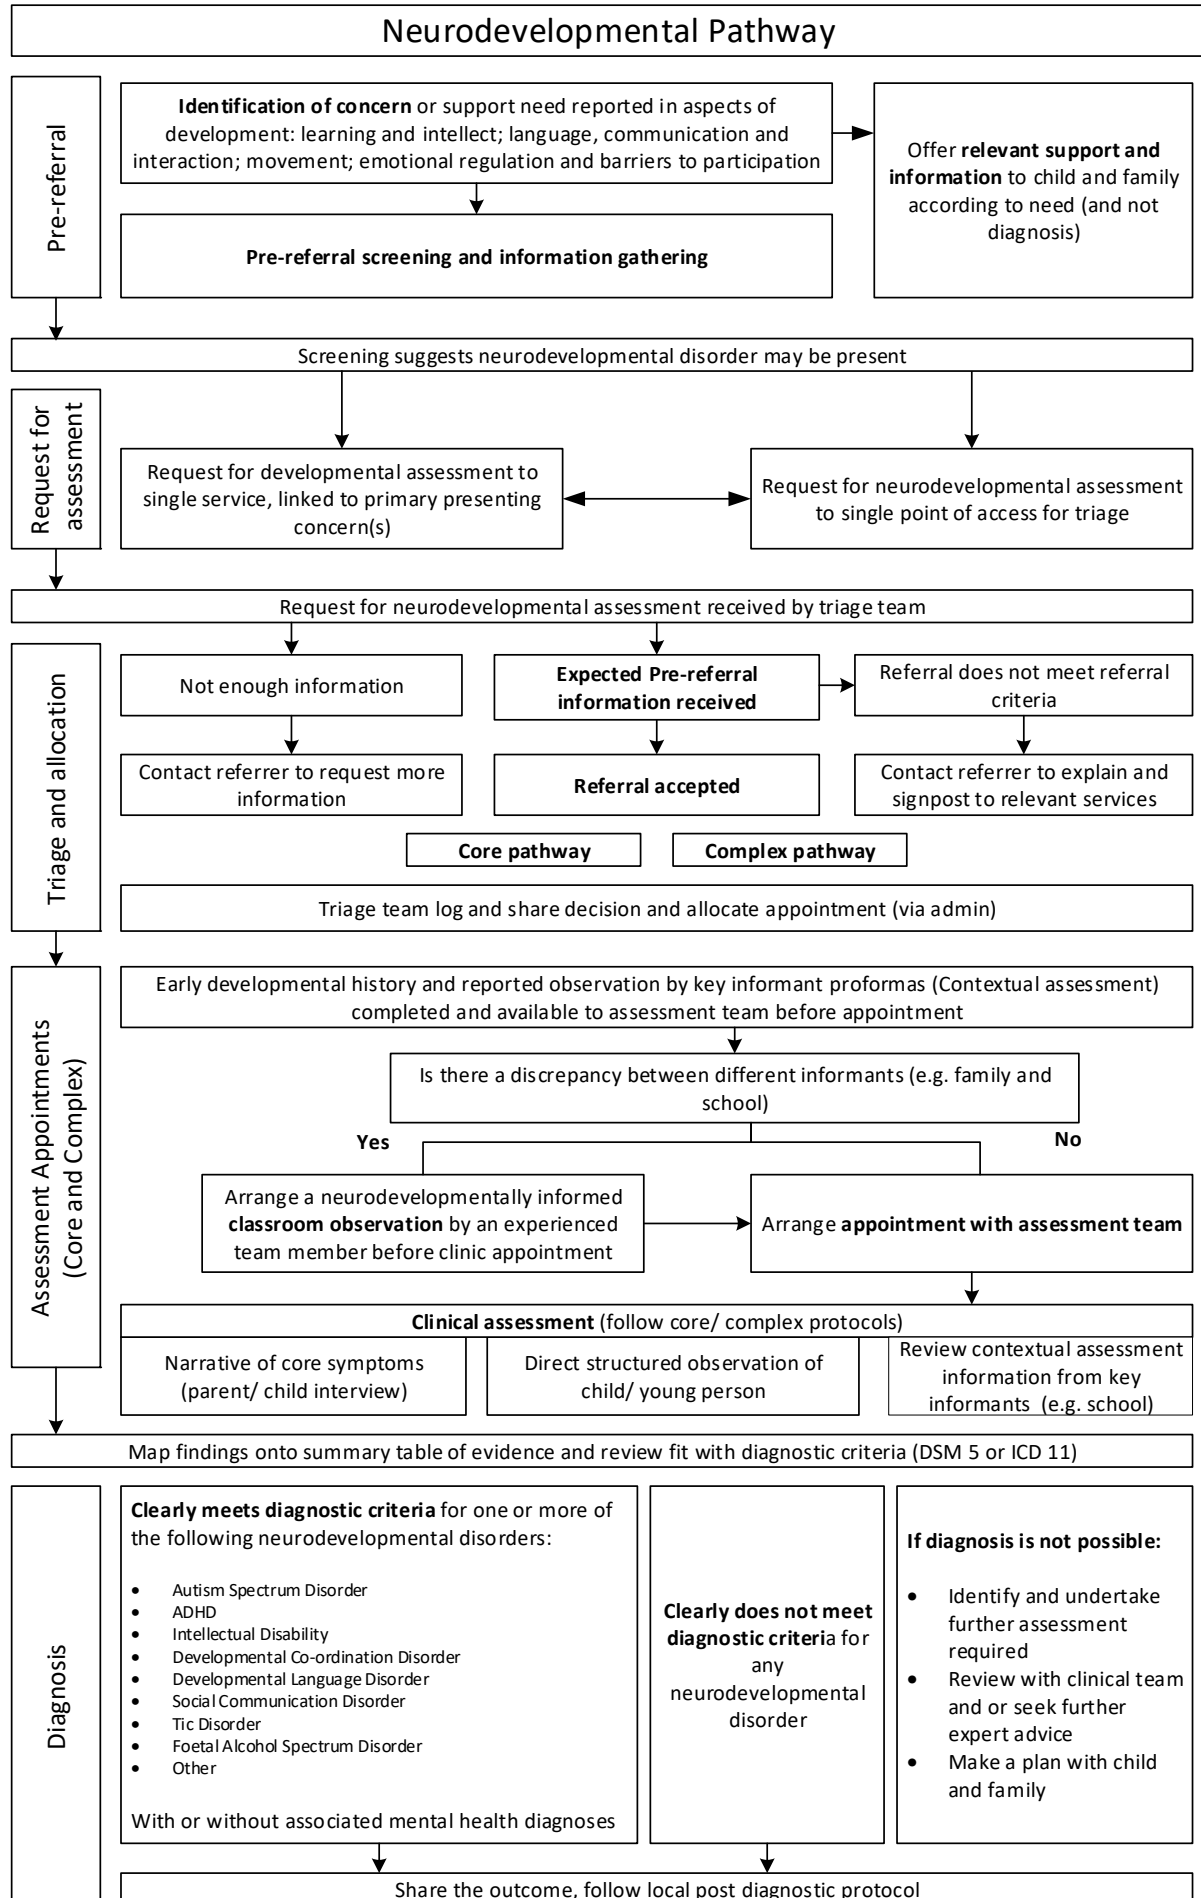 Neurodevelopmental Pathway
Pre-referral
Identification of concern or support need reported in aspects of
development: learning and intellect; language, communication and
interaction; movement; emotional regulation and barriers to participation
Offer relevant support and
information to child and family
according to need (and not
diagnosis)
Pre-referral screening and information gathering
Screening suggests neurodevelopmental disorder may be present
Request for
assessment
Request for developmental assessment to
single service, linked to primary presenting
concern(s)
Request for neurodevelopmental assessment
to single point of access for triage
Request for neurodevelopmental assessment received by triage team
Triage and allocation
Not enough information
Expected Pre-referral
information received
Referral does not meet referral
criteria
Contact referrer to request more
information
Referral accepted
Contact referrer to explain and
signpost to relevant services
Core pathway
Complex pathway
Triage team log and share decision and allocate appointment (via admin)
Assessment Appointments
(Core and Complex)
Early developmental history and reported observation by key informant proformas (Contextual assessment)
completed and available to assessment team before appointment
Is there a discrepancy between different informants (e.g. family and
school)
Yes
No
Arrange a neurodevelopmentally informed
classroom observation by an experienced
team member before clinic appointment
Arrange appointment with assessment team
Clinical assessment (follow core/ complex protocols)
Narrative of core symptoms
(parent/ child interview)
Direct structured observation of
child/ young person
Review contextual assessment
information from key
informants (e.g. school)
Map findings onto summary table of evidence and review fit with diagnostic criteria (DSM 5 or ICD 11)
Diagnosis
Clearly meets diagnostic criteria for one or more of
the following neurodevelopmental disorders:
• Autism Spectrum Disorder
• ADHD
• Intellectual Disability
• Developmental Co-ordination Disorder
• Developmental Language Disorder
• Social Communication Disorder
• Tic Disorder
• Foetal Alcohol Spectrum Disorder
• Other
With or without associated mental health diagnoses
Clearly does not meet
diagnostic criteria for
any
neurodevelopmental
disorder
If diagnosis is not possible:
• Identify and undertake
further assessment
required
• Review with clinical team
and or seek further
expert advice
• Make a plan with child
and family
Share the outcome, follow local post diagnostic protocol